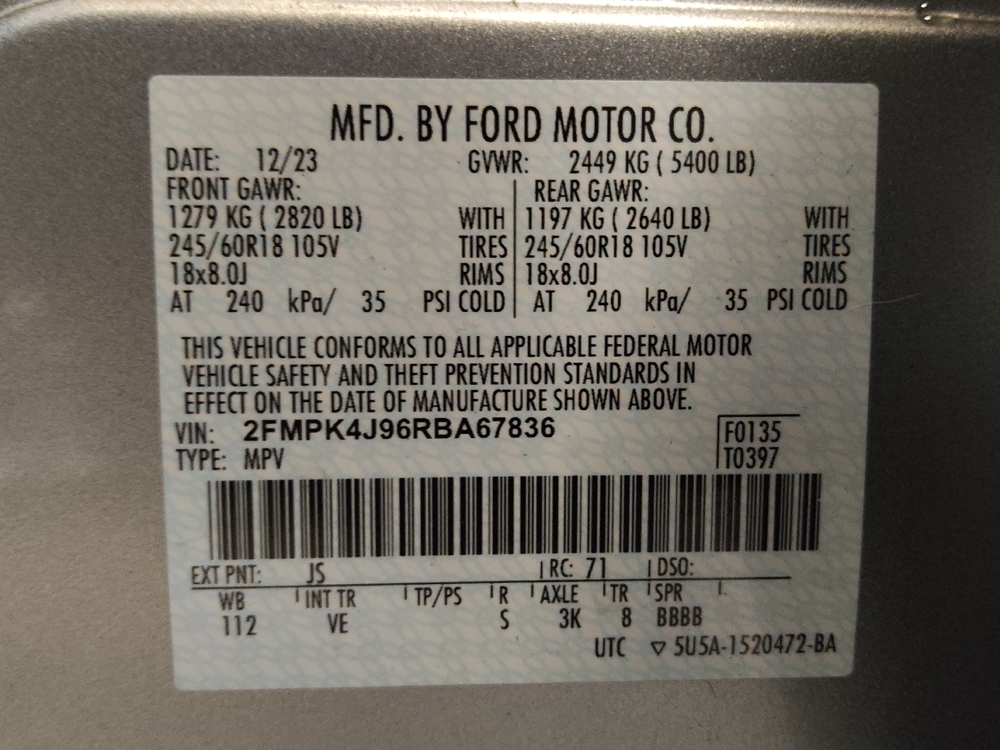 MFD. BY FORD MOTOR CO.
DATE: 12/23 GVWR: 2449 KG ( 5400 LB)
FRONT GAWR: REAR GAWR:
1279 KG ( 2820 LB) WITH 1197 KG ( 2640 LB) WITH
245/60R18 105V TIRES 245/60R18 105V TIRES
18x8.0J RIMS 18x8.0J RIMS
AT 240 kPa/ 35 PSI COLD AT 240 kPa/ 35 PSI COLD
THIS VEHICLE CONFORMS TO ALL APPLICABLE FEDERAL MOTOR
VEHICLE SAFETY AND THEFT PREVENTION STANDARDS IN
EFFECT ON THE DATE OF MANUFACTURE SHOWN ABOVE.
VIN: 2FMPK4J96RBA67836 F0135
TYPE: MPV T0397
EXT PNT: JS RC: 71 DSO:
WB INT TR TP/PS R AXLE TR SPR
112 VE S 3K 8 BBBB
UTC ▽ 5U5A-1520472-BA